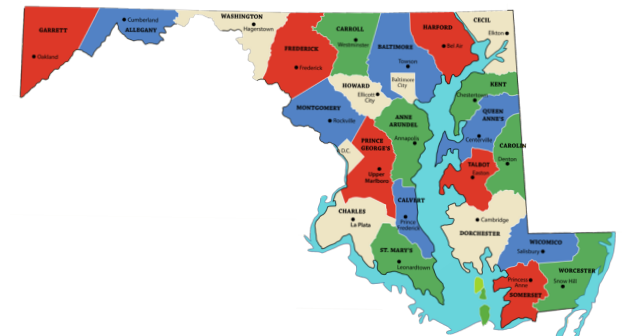 GARRETT
Oakland
Cumberland
ALLEGANY
WASHINGTON
Hagerstown
FREDERICK
Frederick
CARROLL
Westminster
BALTIMORE
Towson
Baltimore
City
HARFORD
Bel Air
CECIL
Elkton
HOWARD
Ellicott
City
MONTGOMERY
Rockville
KENT
Chestertown
QUEEN
ANNE'S
Centerville
ANNE
ARUNDEL
Annapolis
PRINCE
GEORGE'S
Upper
Marlboro
D.C.
CAROLIN
Denton
TALBOT
Easton
CALVERT
Prince
Frederick
CHARLES
La Plata
ST. MARY'S
Leonardtown
Cambridge
DORCHESTER
WICOMICO
Salisbury
WORCESTER
Snow Hill
Princess
Anne
SOMERSET